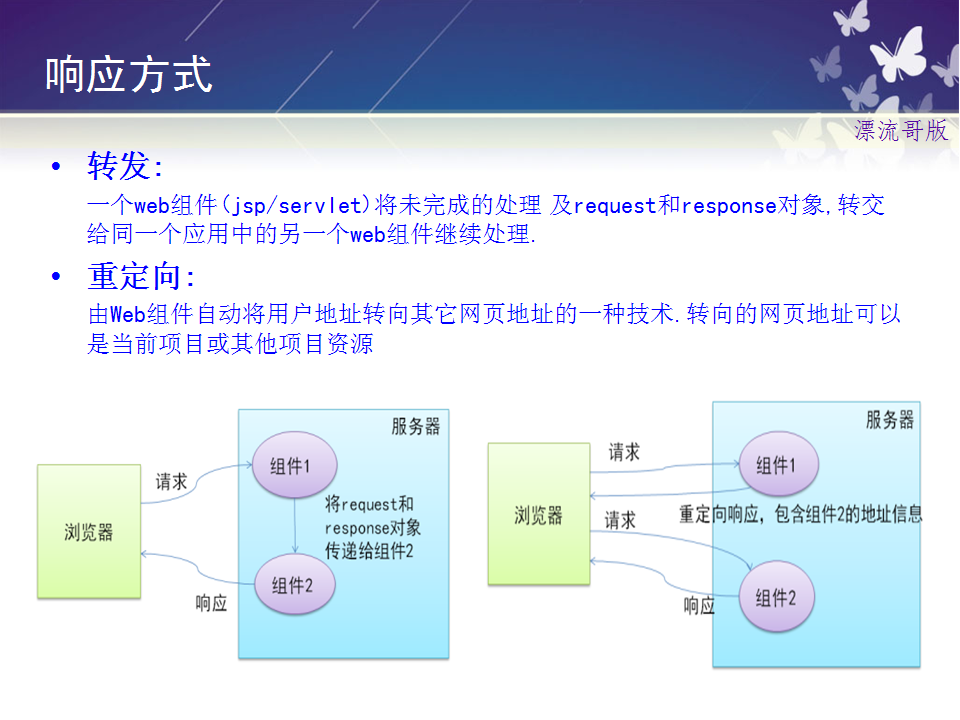 响应方式
漂流哥版
• 转发:
一个web组件(jsp/servlet)将未完成的处理 及request和response对象,转交
给同一个应用中的另一个web组件继续处理.
• 重定向:
由Web组件自动将用户地址转向其它网页地址的一种技术.转向的网页地址可以
是当前项目或其他项目资源
服务器
组件1
请求
浏览器
将request和
response对象
传递给组件2
组件2
响应
服务器
请求
组件1
浏览器
重定向响应，包含组件2的地址信息
请求
组件2
响应